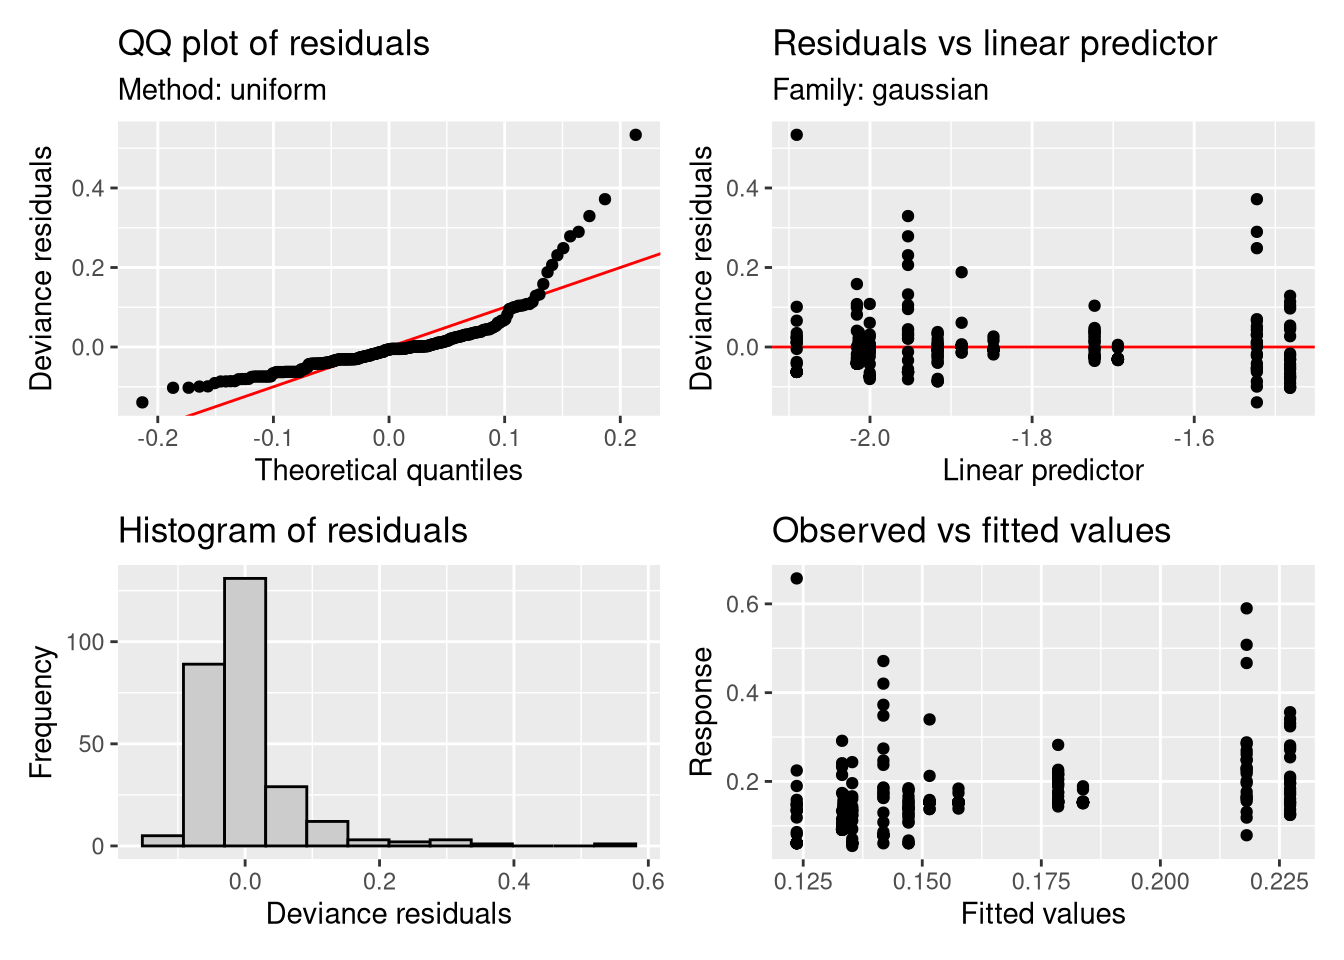 QQ plot of residuals
Method: uniform
Deviance residuals
0.4
0.2
0.0
-0.2
-0.1
0.0
0.1
0.2
Theoretical quantiles
Residuals vs linear predictor
Family: gaussian
Deviance residuals
0.4
0.2
0.0
-2.0
-1.8
-1.6
Linear predictor
Histogram of residuals
Frequency
100
50
0
0.0
0.2
0.4
0.6
Deviance residuals
Observed vs fitted values
Response
0.6
0.4
0.2
0.125
0.150
0.175
0.200
0.225
Fitted values